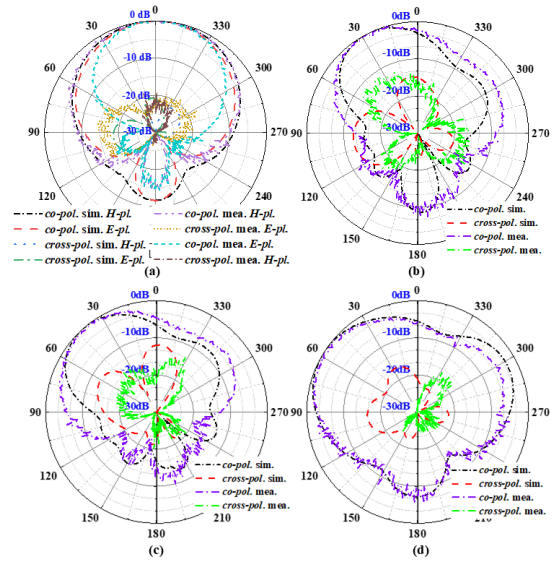 0
0 dB
30
330
-10 dB
60
300
-20 dB
-30 dB
90
270
120
240
co-pol. sim. H-pl.
co-pol. mea. H-pl.
co-pol. sim. E-pl.
cross-pol. mea. E-pl.
cross-pol. sim. H-pl.
co-pol. mea. E-pl.
cross-pol. sim. E-pl.
cross-pol. mea. H-pl.
(a)
0
0dB
30
330
-10dB
60
300
-20dB
-30dB
90
270
120
150
180
co-pol. sim.
cross-pol. sim.
co-pol. mea.
cross-pol. mea.
(b)
0
0dB
30
330
-10dB
60
300
-20dB
-30dB
90
270
120
150
180
210
co-pol. sim.
cross-pol. sim.
co-pol. mea.
cross-pol. mea.
(c)
0
0dB
30
330
-10dB
60
300
-20dB
-30dB
90
270
120
150
180
co-pol. sim.
cross-pol. sim.
co-pol. mea.
cross-pol. mea.
(d)